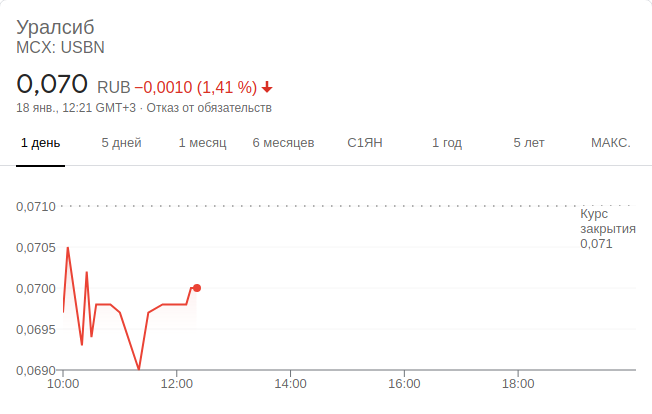 Уралсиб
MCX: USBN
0,070 RUB −0,0010 (1,41 %)
18 янв., 12:21 GMT+3 · Отказ от обязательств
1 день 5 дней 1 месяц 6 месяцев С1ЯН 1 год 5 лет МАКС.
0,0710
Курс
закрытия
0,071
0,0705
0,0700
0,0695
0,0690
10:00 12:00 14:00 16:00 18:00